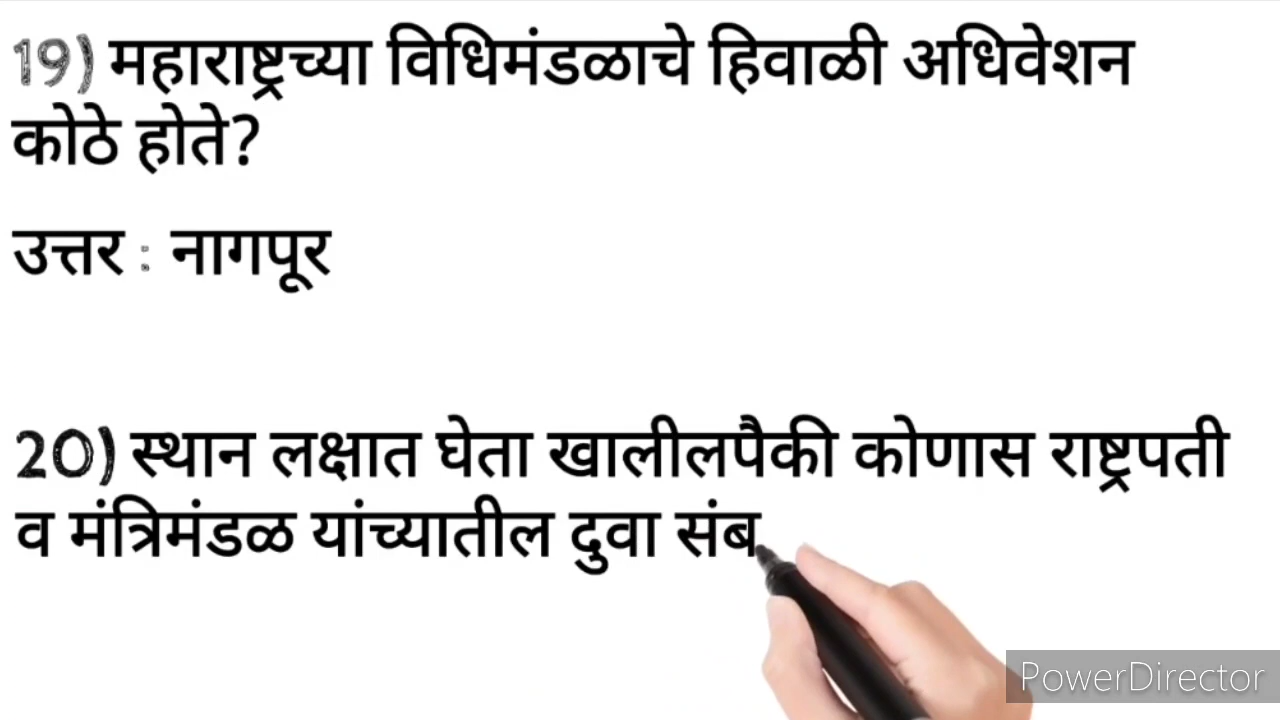 19) महाराष्ट्रच्या विधिमंडळाचे हिवाळी अधिवेशन
कोठे होते?
उत्तर : नागपूर
20) स्थान लक्षात घेता खालीलपैकी कोणास राष्ट्रपती
व मंत्रिमंडळ यांच्यातील दुवा संब
PowerDirector